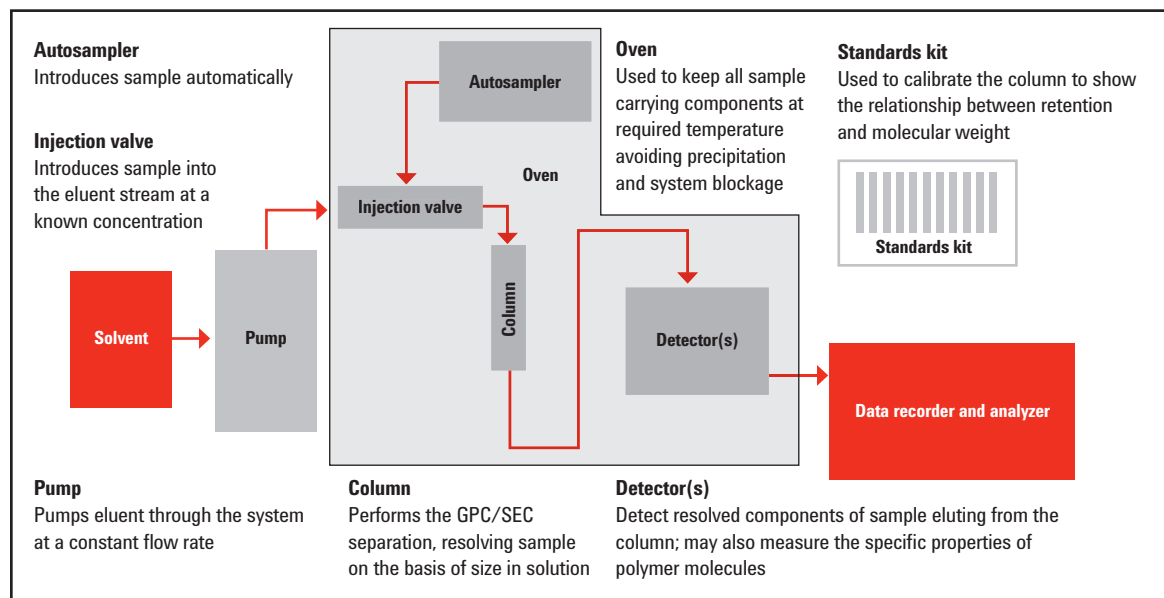 Autosampler
Introduces sample automatically
Injection valve
Introduces sample into
the eluent stream at a
known concentration
Autosampler
Oven
Injection valve
Column
Solvent
Pump
Detector(s)
Data recorder and analyzer
Oven
Used to keep all sample
carrying components at
required temperature
avoiding precipitation
and system blockage
Standards kit
Used to calibrate the column to show
the relationship between retention
and molecular weight
Standards kit
Pump
Pumps eluent through the system
at a constant flow rate
Column
Performs the GPC/SEC
separation, resolving sample
on the basis of size in solution
Detector(s)
Detect resolved components of sample eluting from the
column; may also measure the specific properties of
polymer molecules